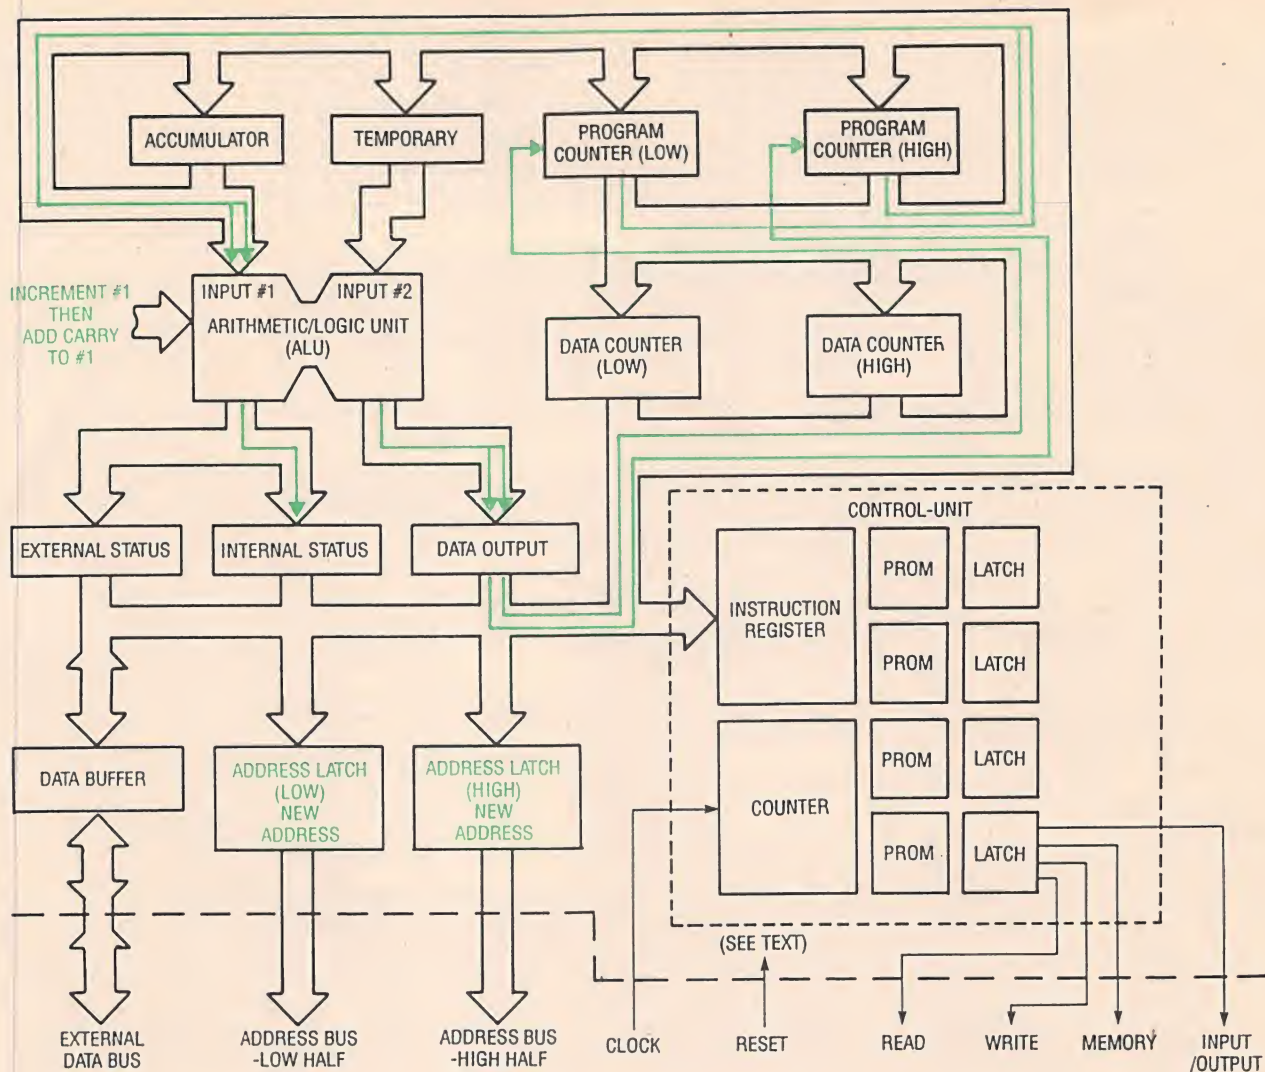 ACCUMULATOR
TEMPORARY
PROGRAM
COUNTER (LOW)
PROGRAM
COUNTER (HIGH)
INCREMENT #1
THEN
ADD CARRY
TO #1
INPUT #1
INPUT #2
ARITHMETIC/LOGIC UNIT
(ALU)
DATA COUNTER
(LOW)
DATA COUNTER
(HIGH)
EXTERNAL STATUS
INTERNAL STATUS
DATA OUTPUT
CONTROL-UNIT
INSTRUCTION
REGISTER
PROM
LATCH
PROM
LATCH
DATA BUFFER
ADDRESS LATCH
(LOW)
NEW
ADDRESS
ADDRESS LATCH
(HIGH)
NEW
ADDRESS
COUNTER
PROM
LATCH
PROM
LATCH
(SEE TEXT)
EXTERNAL
DATA BUS
ADDRESS BUS
-LOW HALF
ADDRESS BUS
-HIGH HALF
CLOCK
RESET
READ
WRITE
MEMORY
INPUT
/OUTPUT